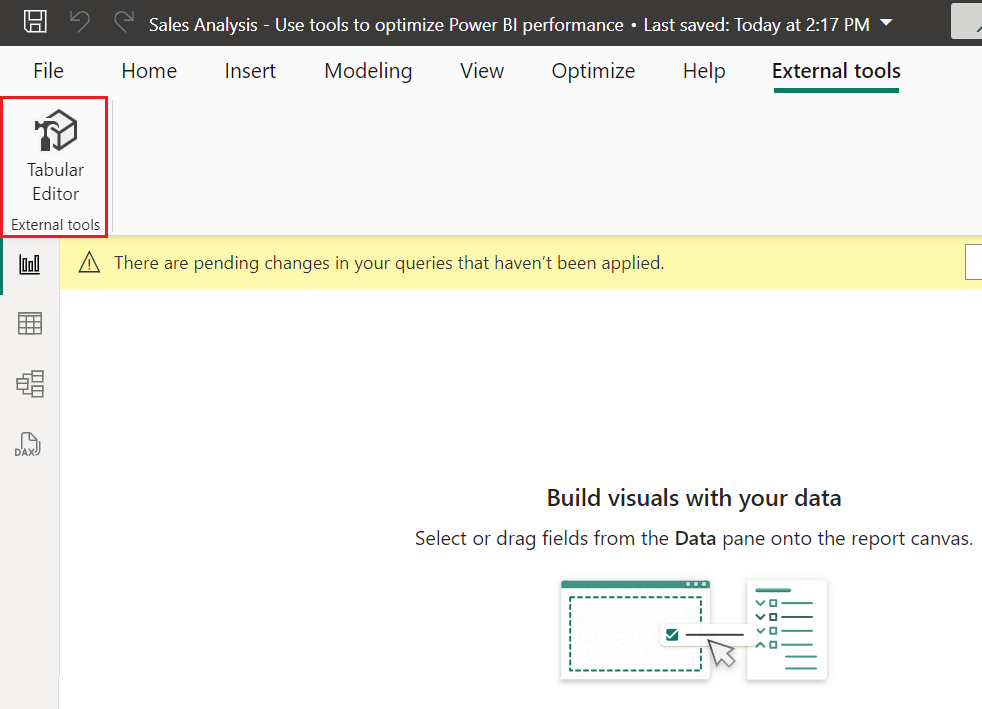 Sales Analysis - Use tools to optimize Power BI performance • Last saved: Today at 2:17 PM
File Home Insert Modeling View Optimize Help External tools
Tabular
Editor
External tools
There are pending changes in your queries that haven't been applied.
DAX
Build visuals with your data
Select or drag fields from the Data pane onto the report canvas.